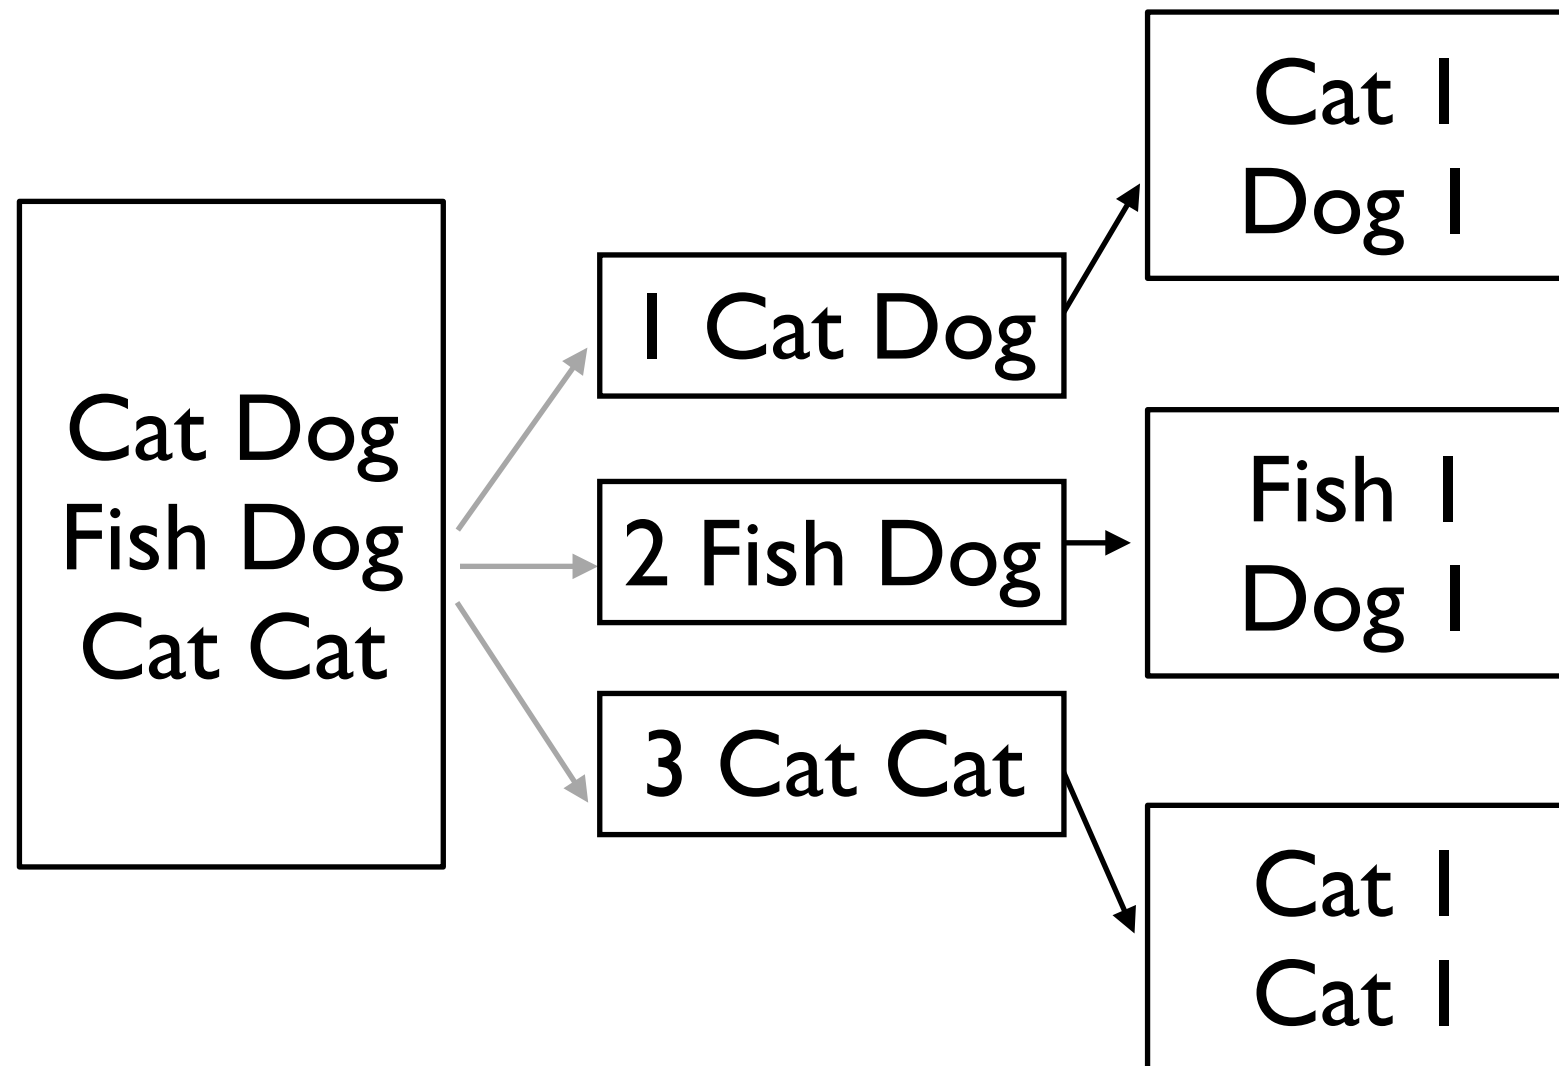 Cat Dog
Fish Dog
Cat Cat
1 Cat Dog
2 Fish Dog
3 Cat Cat
Cat 1
Dog 1
Fish 1
Dog 1
Cat 1
Cat 1